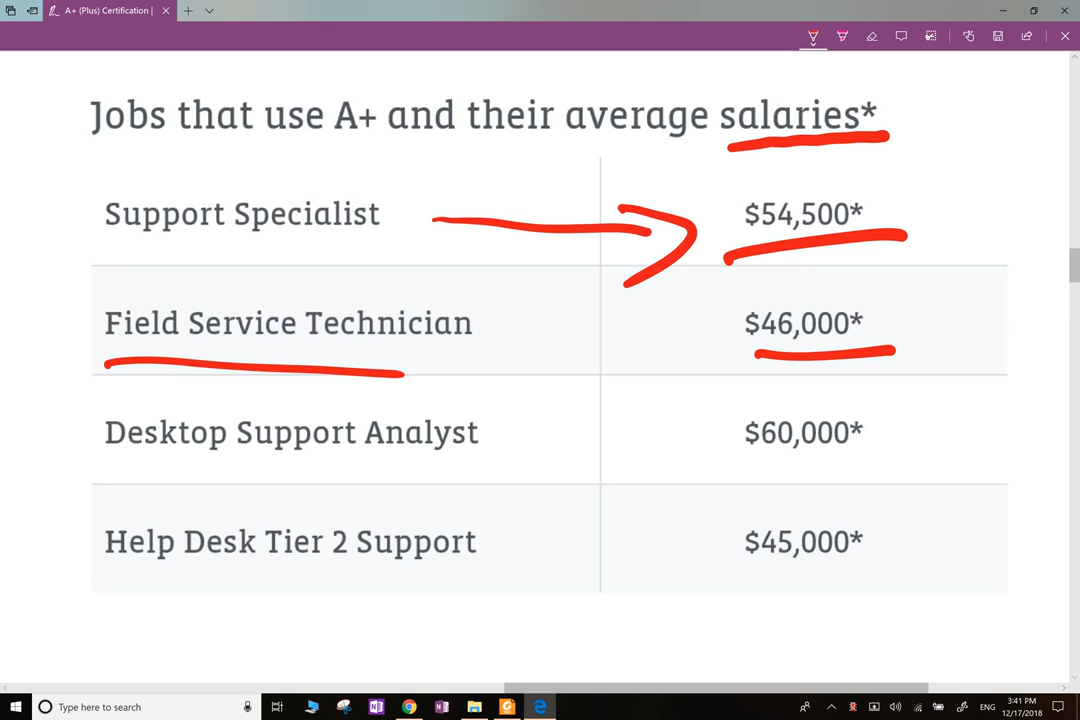 A+ (Plus) Certification |
Jobs that use A+ and their average salaries*
Support Specialist $54,500*
Field Service Technician $46,000*
Desktop Support Analyst $60,000*
Help Desk Tier 2 Support $45,000*
Type here to search
ENG
3:41 PM
12/17/2018